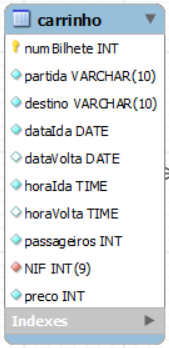 carrinho
numBilhete INT
partida VARCHAR(10)
destino VARCHAR(10)
dataIda DATE
dataVolta DATE
horaIda TIME
horaVolta TIME
passageiros INT
NIF INT(9)
preco INT
Indexes